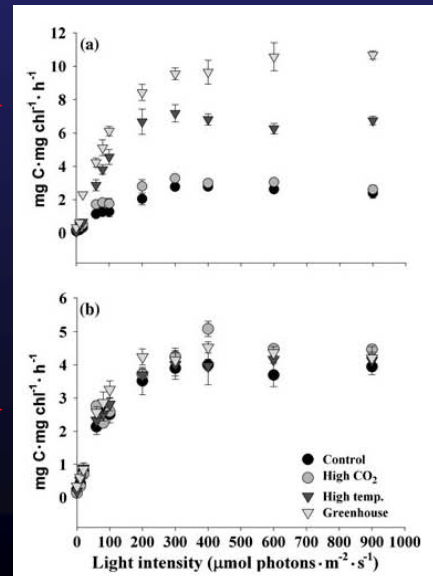 (a)
12
10
8
6
4
2
0
mg C·mg chl⁻¹·h⁻¹
(b)
6
5
4
3
2
1
0
mg C·mg chl⁻¹·h⁻¹
Control
High CO₂
High temp.
Greenhouse
0 100 200 300 400 500 600 700 800 900 1000
Light intensity (μmol photons·m⁻²·s⁻¹)